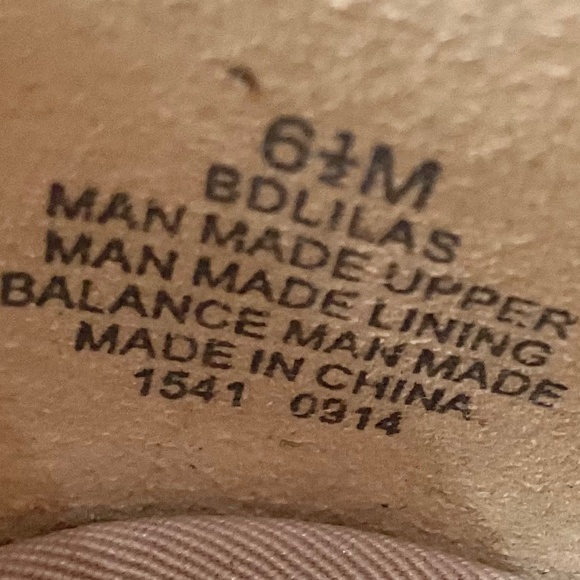 6½M
BDLILAS
MAN MADE UPPER
MAN MADE LINING
BALANCE MAN MADE
MADE IN CHINA
1541 0314